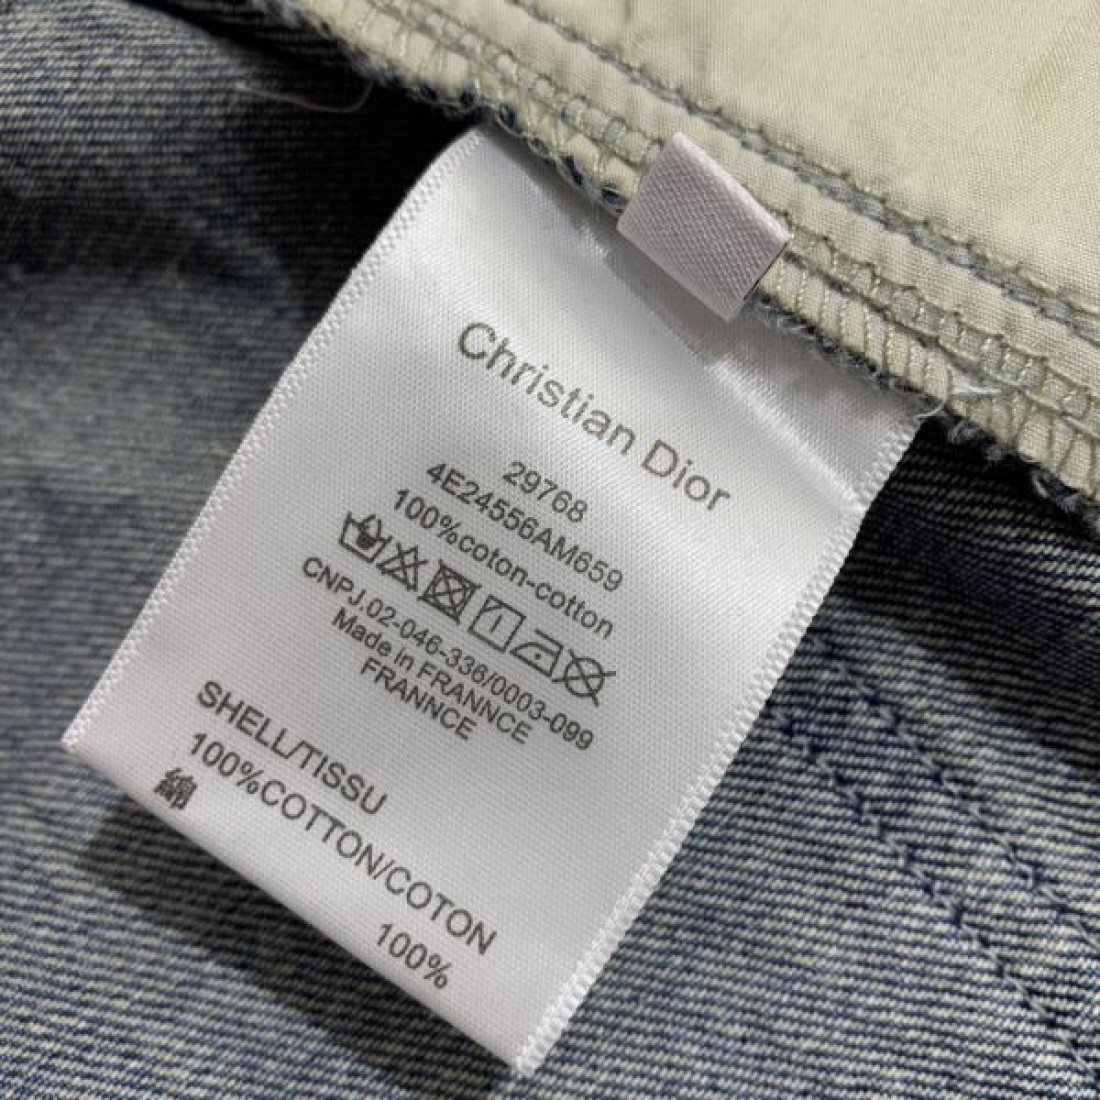 Christian Dior
29768
4E24556AM659
100%coton-cotton
CNPJ.02-046-336/0003-099
Made in FRANNCE
FRANNCE
SHELL/TISSU
100%COTTON/COTON
綿 100%